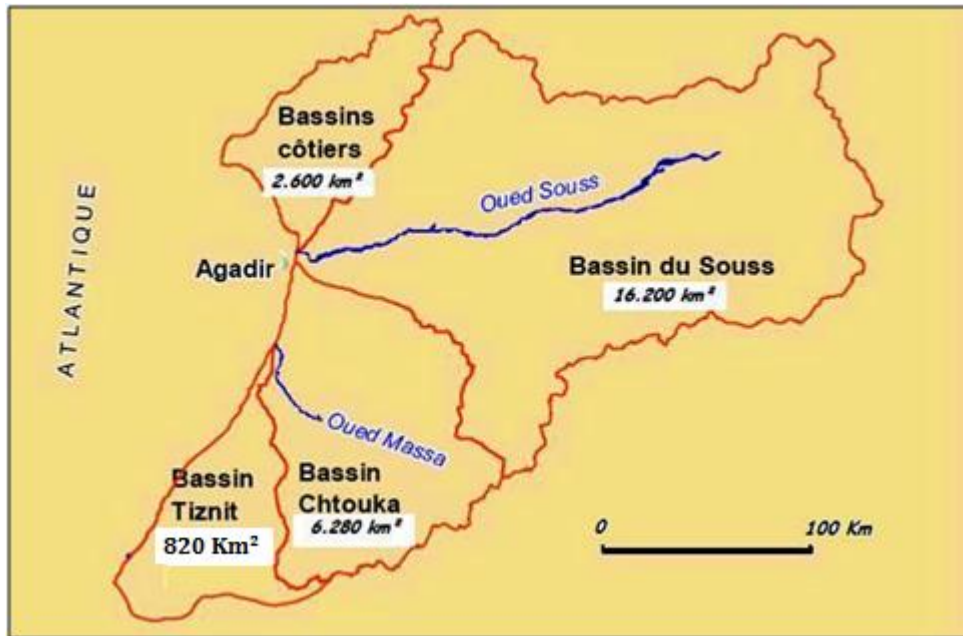 Bassins
côtiers
2.600 km²
Oued Souss
ATLANTIQUE
Agadir
Bassin du Souss
16.200 km²
Oued Massa
Bassin
Tiznit
820 Km²
Bassin
Chtouka
6.280 km²
0 100 Km